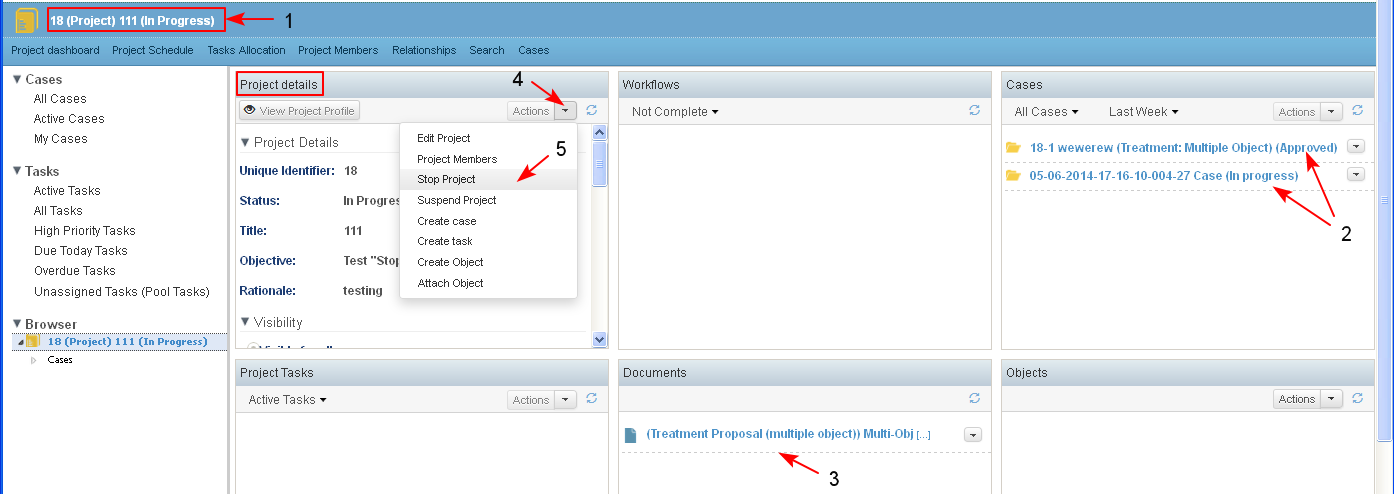 18 (Project) 111 (In Progress)
1
Project dashboard Project Schedule Tasks Allocation Project Members Relationships Search Cases
Cases
All Cases
Active Cases
My Cases
Tasks
Active Tasks
All Tasks
High Priority Tasks
Due Today Tasks
Overdue Tasks
Unassigned Tasks (Pool Tasks)
Browser
18 (Project) 111 (In Progress)
Cases
Project details
4
View Project Profile Actions
Project Details
Unique Identifier: 18
Status: In Progres
Title: 111
Objective: Test "Stop
Rationale: testing
Visibility
Edit Project
Project Members
Stop Project
5
Suspend Project
Create case
Create task
Create Object
Attach Object
Workflows
Not Complete
Cases
All Cases Last Week Actions
18-1 wewerew (Treatment: Multiple Object) (Approved)
05-06-2014-17-16-10-004-27 Case (In progress)
2
Project Tasks
Active Tasks Actions
Documents
(Treatment Proposal (multiple object)) Multi-Obj [...]
3
Objects
Actions